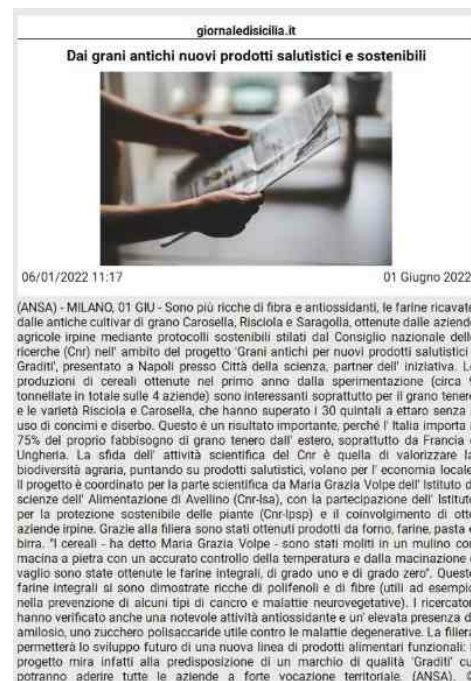 giornaledisicilia.it
Dai grani antichi nuovi prodotti salutistici e sostenibili
06/01/2022 11:17
01 Giugno 2022
(ANSA) - MILANO, 01 GIU - Sono più ricche di fibra e antiossidanti, le farine ricavate
dalle antiche cultivar di grano Carosella, Risciola e Saragolla, ottenute dalle aziende
agricole irpine mediante protocolli sostenibili stilati dal Consiglio nazionale delle
ricerche (Cnr) nell' ambito del progetto 'Grani antichi per nuovi prodotti salutistici
Graditi', presentato a Napoli presso Città della scienza, partner dell' iniziativa. Le
produzioni di cereali ottenute nel primo anno dalla sperimentazione (circa
tonnellate in totale sulle 4 aziende) sono interessanti soprattutto per il grano tenero
e le varietà Risciola e Carosella, che hanno superato i 30 quintali a ettaro senza l'
uso di concimi e diserbo. Questo è un risultato importante, perché l' Italia importa il
75% del proprio fabbisogno di grano tenero dall' estero, soprattutto da Francia e
Ungheria. La sfida dell' attività scientifica del Cnr è quella di valorizzare la
biodiversità agraria, puntando su prodotti salutistici, volano per l' economia locale.
Il progetto è coordinato per la parte scientifica da Maria Grazia Volpe dell' Istituto di
scienze dell' Alimentazione di Avellino (Cnr-Isa), con la partecipazione dell' Istituto
per la protezione sostenibile delle piante (Cnr-Ipsp) e il coinvolgimento di otto
aziende irpine. Grazie alla filiera sono stati ottenuti prodotti da forno, farine, pasta e
birra. "I cereali - ha detto Maria Grazia Volpe - sono stati moliti in un mulino con
macina a pietra con un accurato controllo della temperatura e dalla macinazione e
vaglio sono state ottenute le farine integrali, di grado uno e di grado zero". Queste
farine integrali si sono dimostrate ricche di polifenoli e di fibre (utili ad esempio
nella prevenzione di alcuni tipi di cancro e malattie neurovegetative). I ricercatori
hanno verificato anche una notevole attività antiossidante e un' elevata presenza di
amilosio, uno zucchero polisaccaride utile contro le malattie degenerative. La filiera
permetterà lo sviluppo futuro di una nuova linea di prodotti alimentari funzionali: il
progetto mira infatti alla predisposizione di un marchio di qualità 'Graditi' cui
potranno aderire tutte le aziende a forte vocazione territoriale. (ANSA).